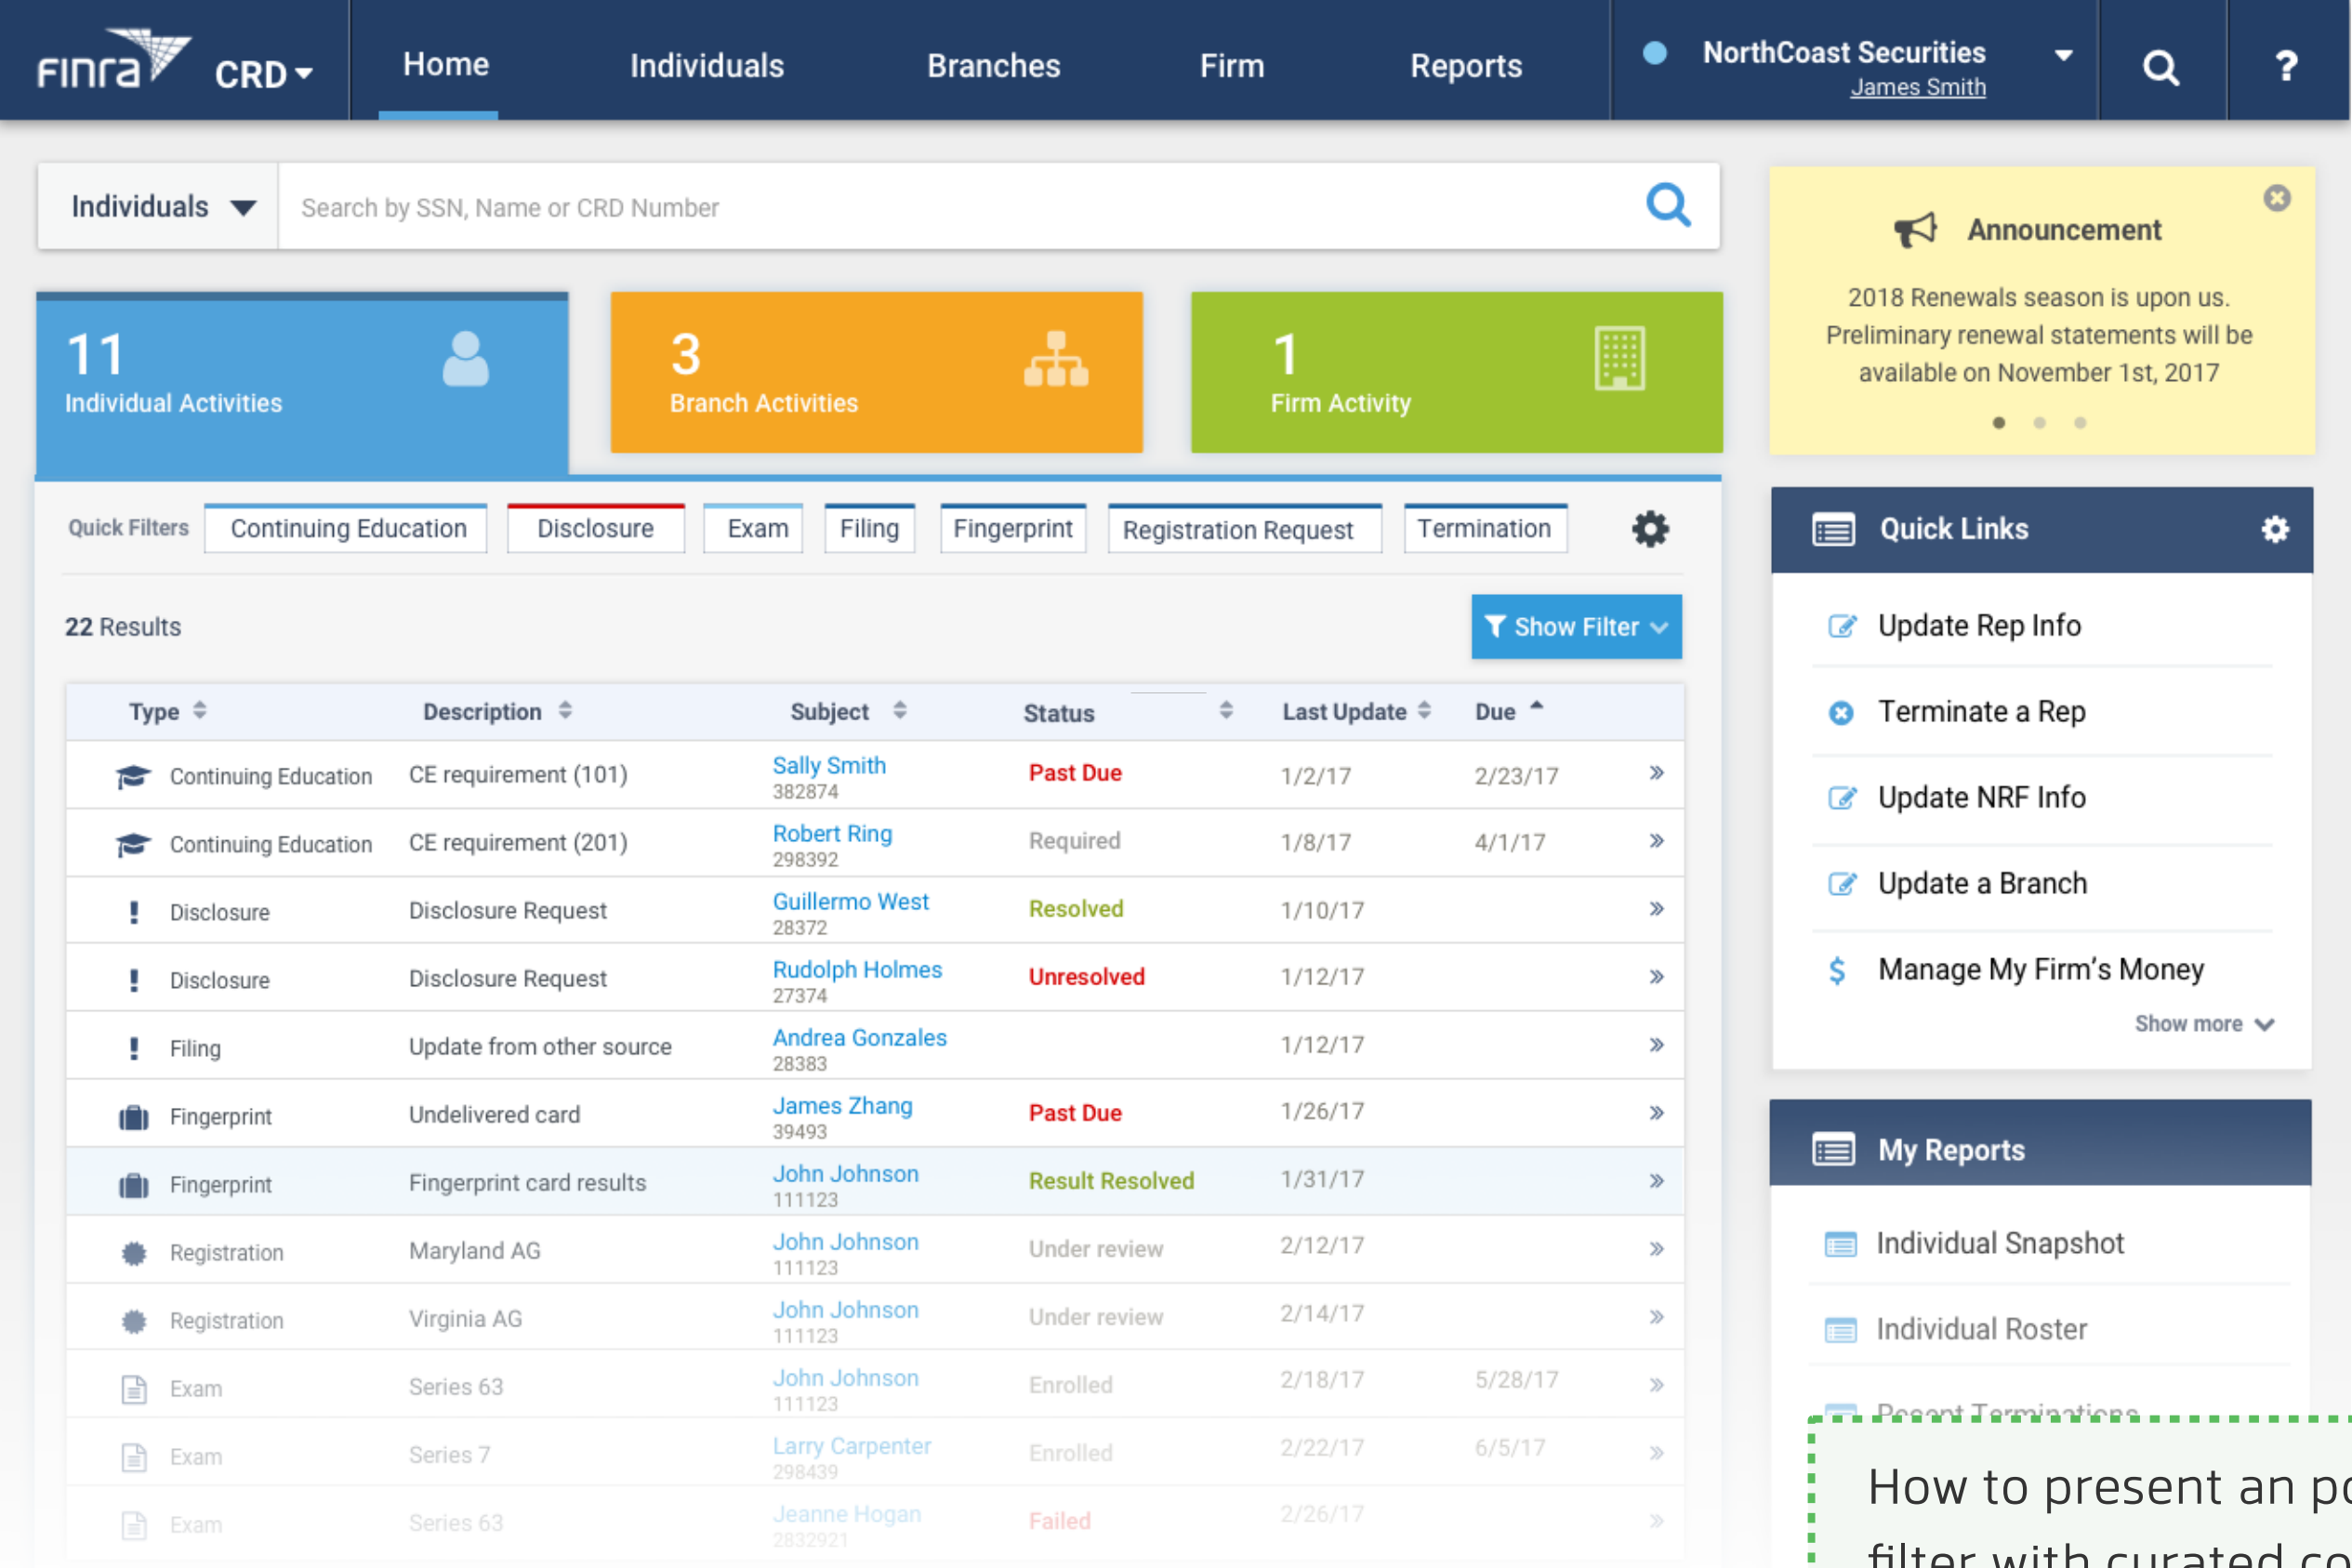 FINRA CRD
Home Individuals Branches Firm Reports
NorthCoast Securities
James Smith
?
Individuals Search by SSN, Name or CRD Number
Announcement
2018 Renewals season is upon us.
Preliminary renewal statements will be
available on November 1st, 2017
11
Individual Activities
3
Branch Activities
1
Firm Activity
Quick Filters Continuing Education Disclosure Exam Filing Fingerprint Registration Request Termination
22 Results
Show Filter
Type Description Subject Status Last Update Due
Continuing Education CE requirement (101) Sally Smith Past Due 1/2/17 2/23/17
382874
Continuing Education CE requirement (201) Robert Ring Required 1/8/17 4/1/17
298392
Disclosure Disclosure Request Guillermo West Resolved 1/10/17
28372
Disclosure Disclosure Request Rudolph Holmes Unresolved 1/12/17
27374
Filing Update from other source Andrea Gonzales 1/12/17
28383
Fingerprint Undelivered card James Zhang Past Due 1/26/17
39493
Fingerprint Fingerprint card results John Johnson Result Resolved 1/31/17
111123
Registration Maryland AG John Johnson Under review 2/12/17
111123
Registration Virginia AG John Johnson Under review 2/14/17
111123
Exam Series 63 John Johnson Enrolled 2/18/17 5/28/17
111123
Exam Series 7 Larry Carpenter Enrolled 2/22/17 6/5/17
298439
Exam Series 63 Jeanne Hogan Failed 2/26/17
2832921
Quick Links
Update Rep Info
Terminate a Rep
Update NRF Info
Update a Branch
Manage My Firm's Money
Show more
My Reports
Individual Snapshot
Individual Roster
Recent Terminations
How to present an
filter with curated